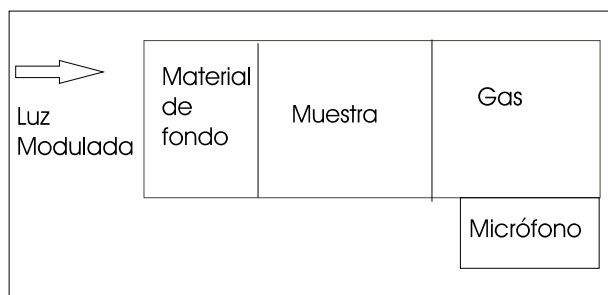 Luz
Modulada
Material
de
fondo
Muestra
Gas
Micrófono